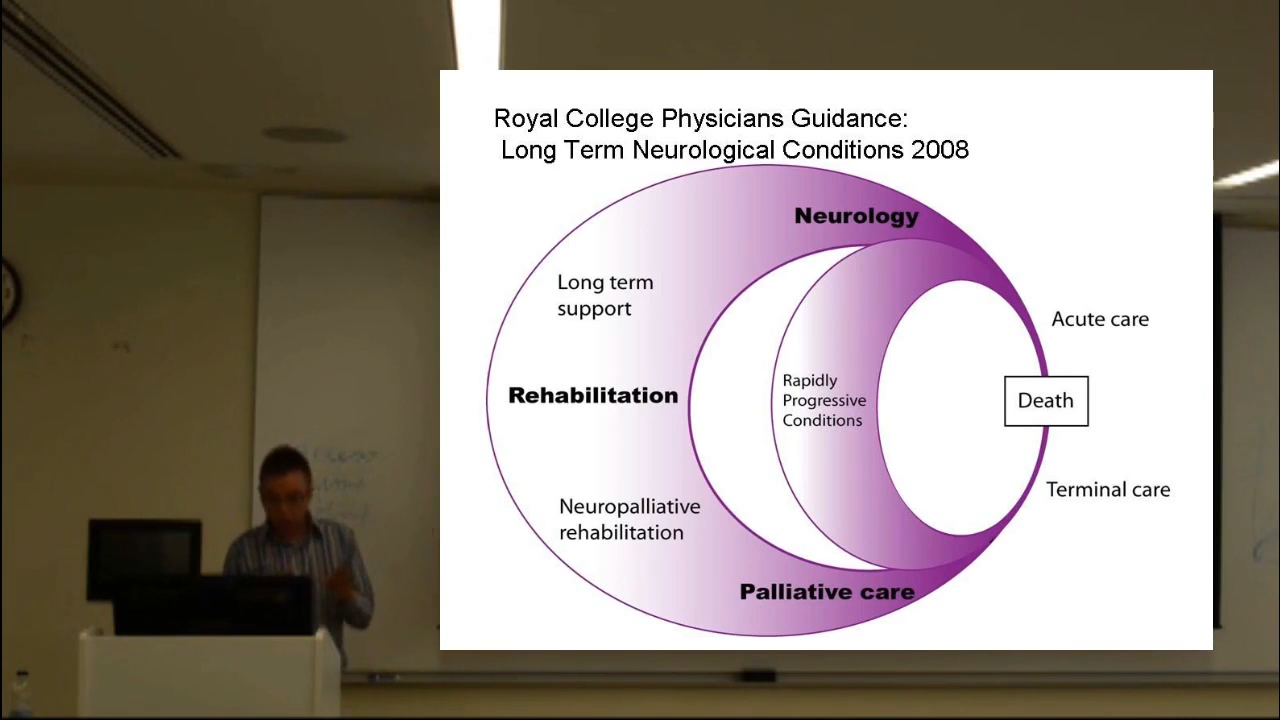 Royal College Physicians Guidance:
Long Term Neurological Conditions 2008
Neurology
Long term
support
Acute care
Rehabilitation
Rapidly
Progressive
Conditions
Death
Terminal care
Neuropalliative
rehabilitation
Palliative care